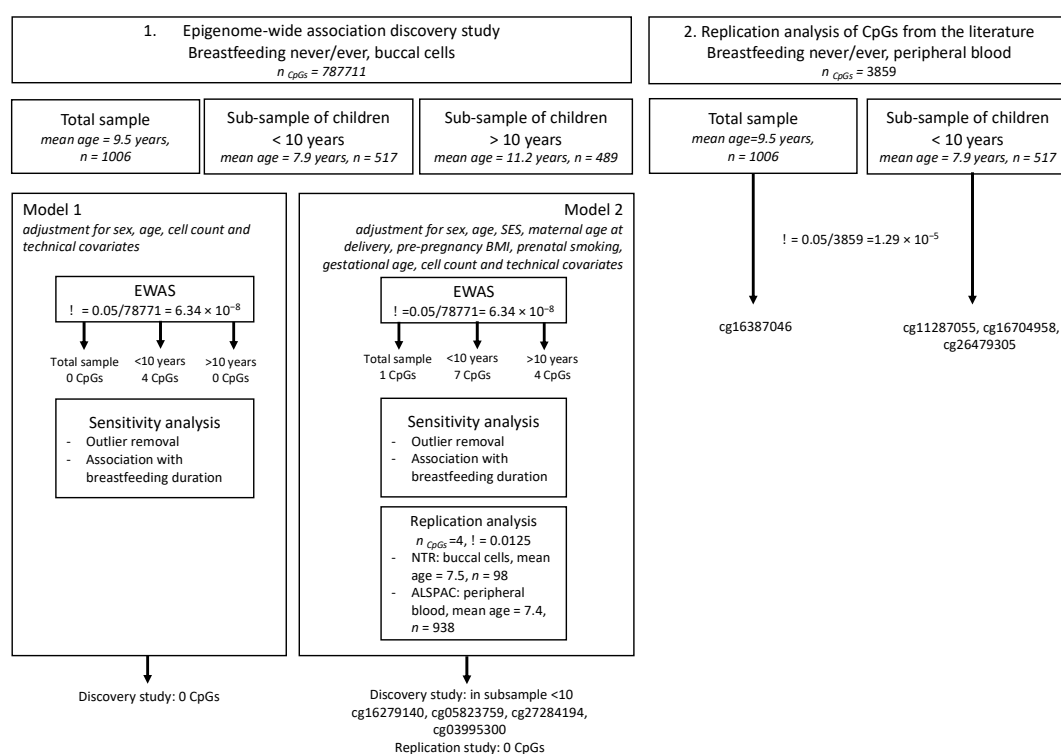 1. Epigenome-wide association discovery study
Breastfeeding never/ever, buccal cells
n CpGs = 787711
Total sample
mean age = 9.5 years,
n = 1006
Sub-sample of children
< 10 years
mean age = 7.9 years, n = 517
Sub-sample of children
> 10 years
mean age = 11.2 years, n = 489
Model 1
adjustment for sex, age, cell count and
technical covariates
EWAS
! = 0.05/78771 = 6.34 × 10⁻⁸
Total sample
0 CpGs
<10 years
4 CpGs
>10 years
0 CpGs
Sensitivity analysis
- Outlier removal
- Association with
breastfeeding duration
Discovery study: 0 CpGs
Model 2
adjustment for sex, age, SES, maternal age at
delivery, pre-pregnancy BMI, prenatal smoking,
gestational age, cell count and technical covariates
EWAS
! =0.05/78771= 6.34 × 10⁻⁸
Total sample
1 CpGs
<10 years
7 CpGs
>10 years
4 CpGs
Sensitivity analysis
- Outlier removal
- Association with
breastfeeding duration
Replication analysis
n CpGs =4, ! = 0.0125
- NTR: buccal cells, mean
age = 7.5, n = 98
- ALSPAC: peripheral
blood, mean age = 7.4,
n = 938
Discovery study: in subsample <10
cg16279140, cg05823759, cg27284194,
cg03995300
Replication study: 0 CpGs
2. Replication analysis of CpGs from the literature
Breastfeeding never/ever, peripheral blood
n CpGs = 3859
Total sample
mean age=9.5 years,
n = 1006
Sub-sample of children
< 10 years
mean age = 7.9 years, n = 517
! = 0.05/3859 =1.29 × 10⁻⁵
cg16387046
cg11287055, cg16704958,
cg26479305